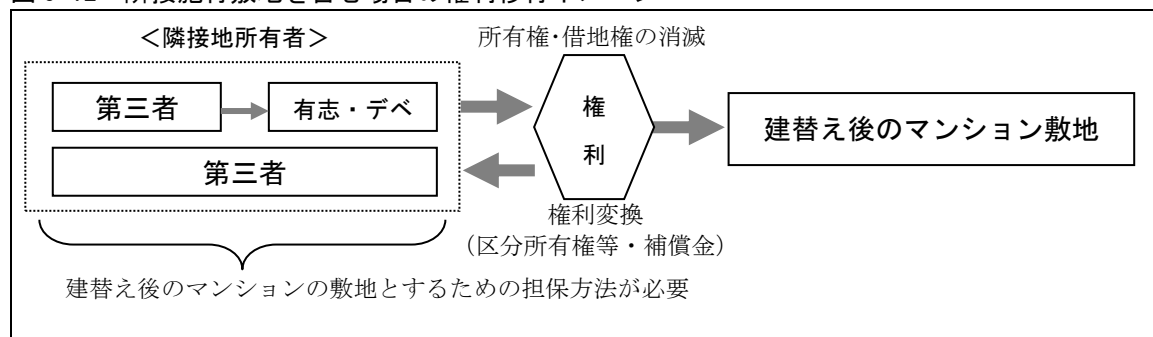 ＜隣接地所有者＞
所有権・借地権の消滅
第三者
有志・デベ
第三者
権
利
建替え後のマンション敷地
権利変換
（区分所有権等・補償金）
建替え後のマンションの敷地とするための担保方法が必要